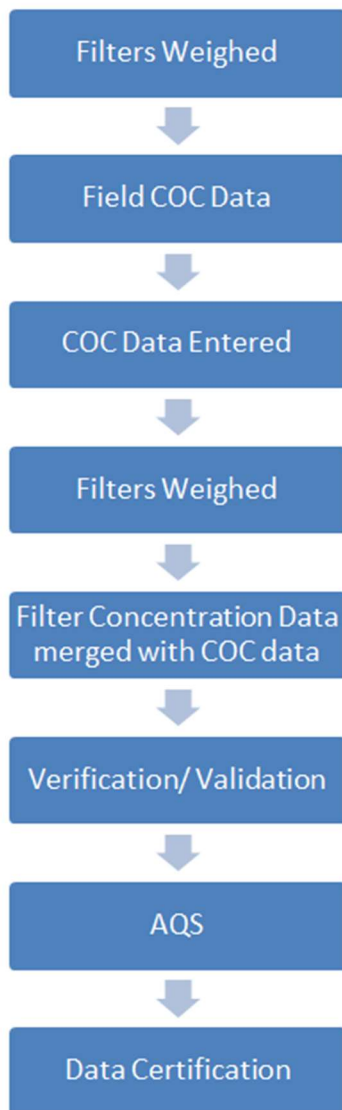 Filters Weighed
Field COC Data
COC Data Entered
Filters Weighed
Filter Concentration Data
merged with COC data
Verification/ Validation
AQS
Data Certification